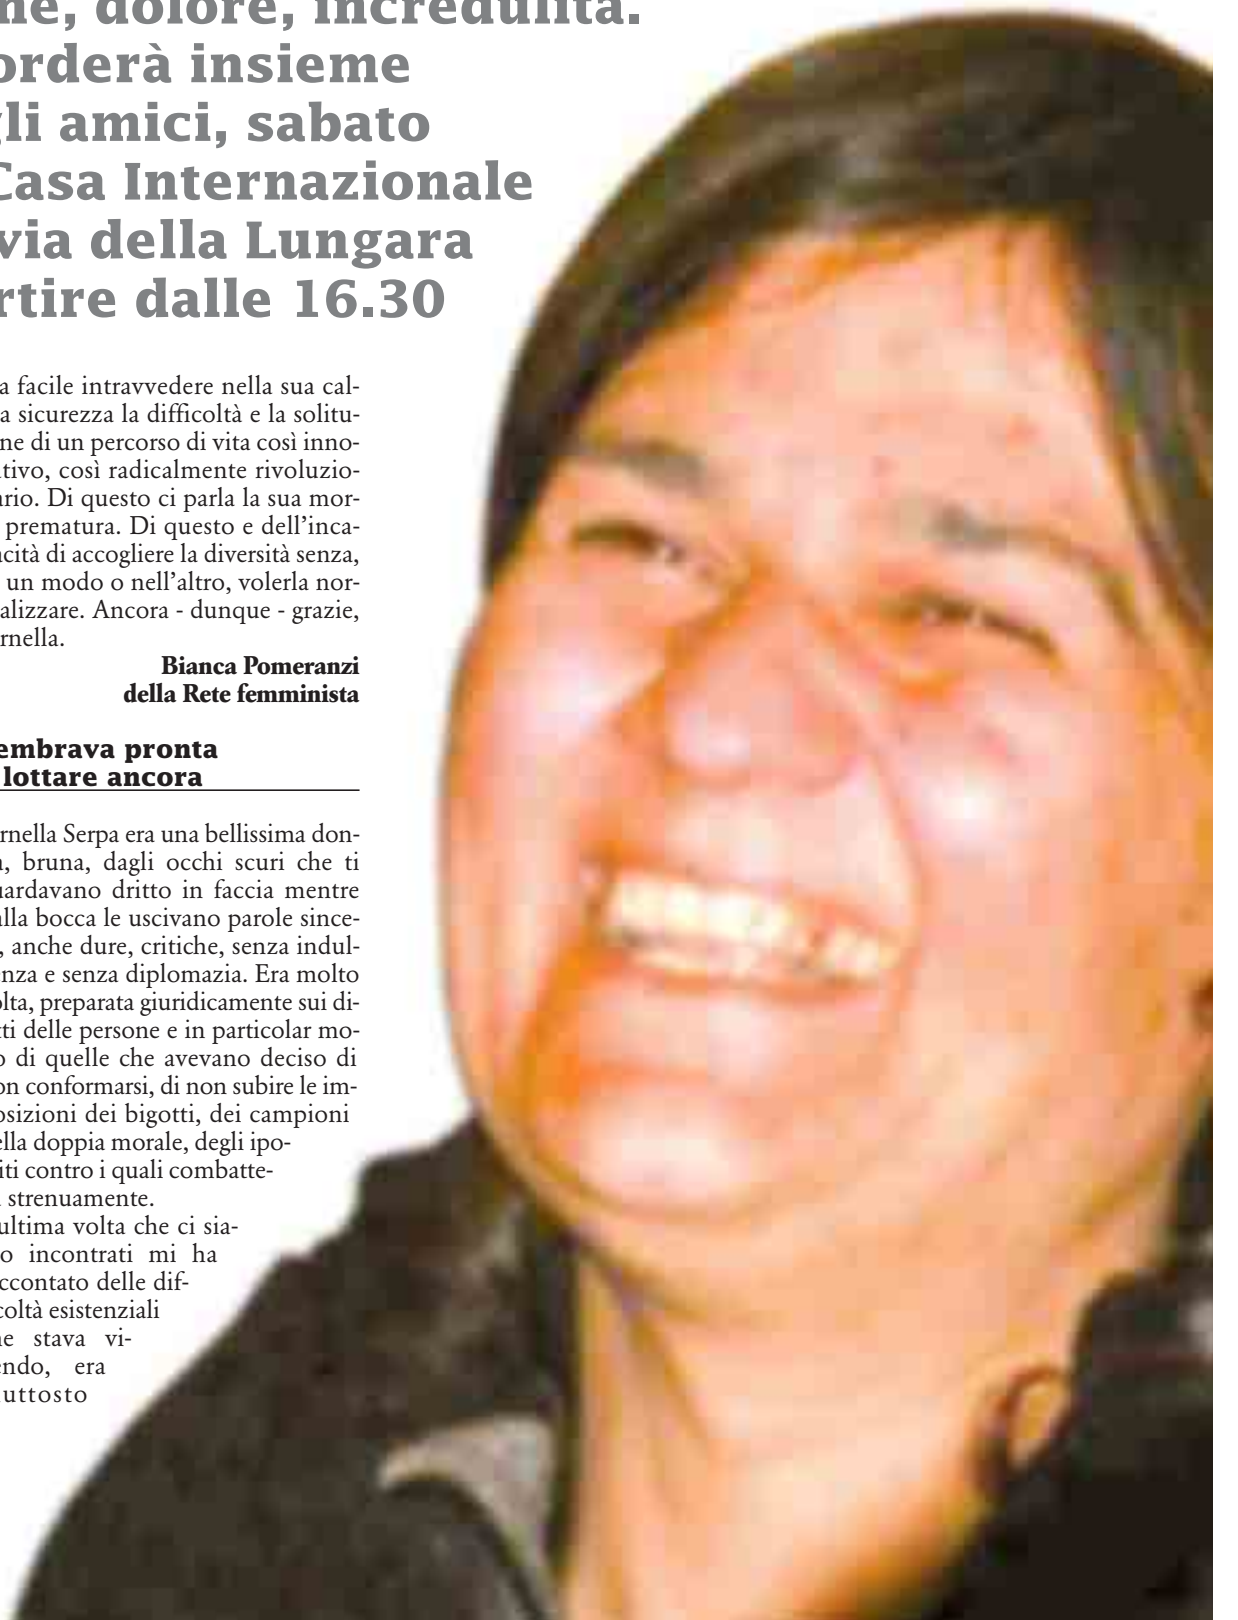 ne, dolore, incredulità.
orderà insieme
gli amici, sabato
Casa Internazionale
via della Lungara
rtire dalle 16.30
a facile intravvedere nella sua cal-
a sicurezza la difficoltà e la solitu-
ne di un percorso di vita così inno-
tivo, così radicalmente rivoluzio-
ario. Di questo ci parla la sua mor-
prematura. Di questo e dell'inca-
acità di accogliere la diversità senza,
un modo o nell'altro, volerla nor-
alizzare. Ancora - dunque - grazie,
rnella.
Bianca Pomeranzi
della Rete femminista
embrava pronta
lottare ancora
rnella Serpa era una bellissima don-
a, bruna, dagli occhi scuri che ti
uardavano dritto in faccia mentre
alla bocca le uscivano parole since-
, anche dure, critiche, senza indul-
enza e senza diplomazia. Era molto
olta, preparata giuridicamente sui di-
tti delle persone e in particolar mo-
o di quelle che avevano deciso di
on conformarsi, di non subire le im-
osizioni dei bigotti, dei campioni
ella doppia morale, degli ipo-
iti contro i quali combatte-
a strenuamente.
ultima volta che ci sia-
o incontrati mi ha
accontato delle dif-
coltà esistenziali
he stava vi-
endo, era
uttosto